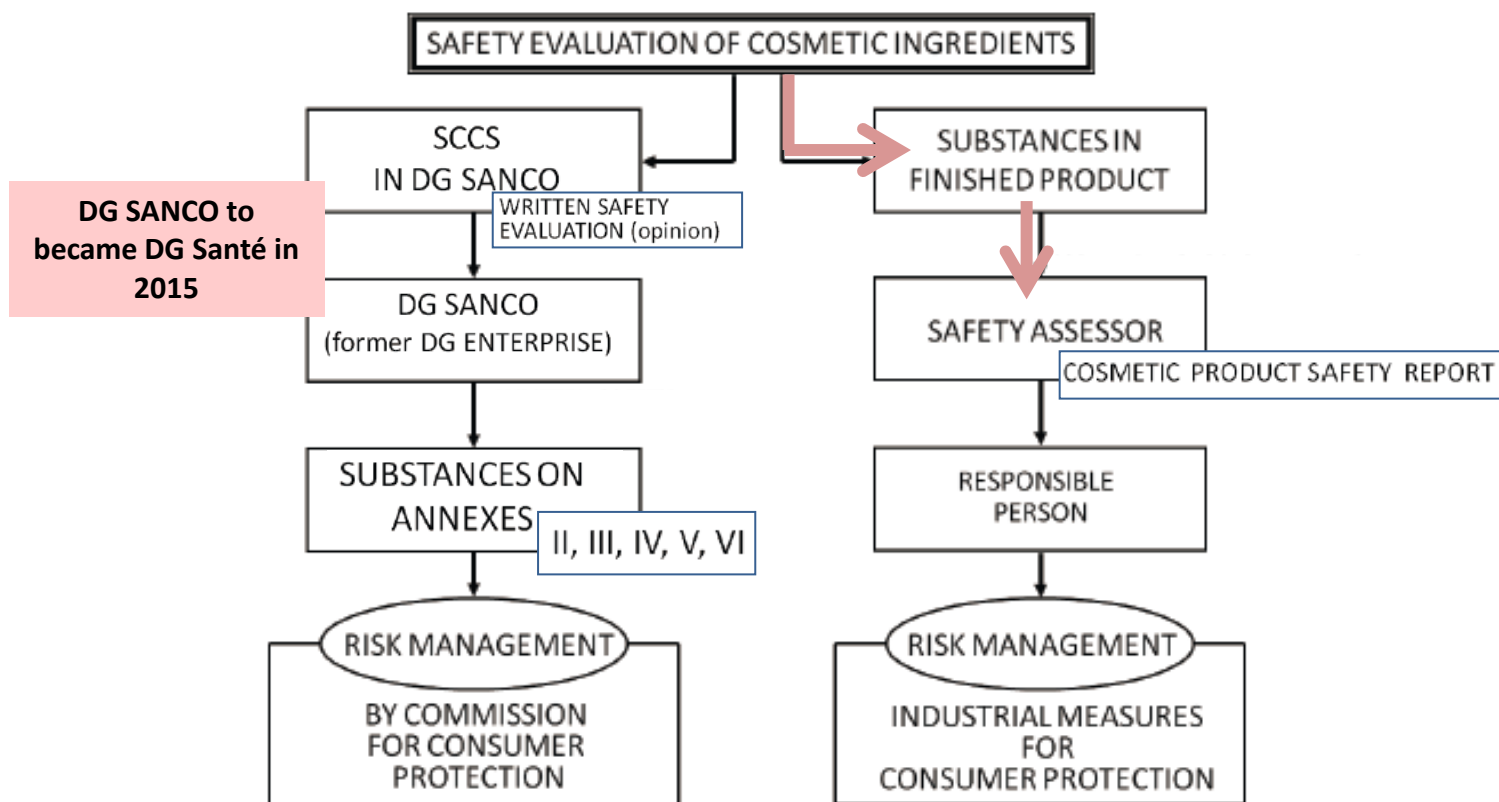 SAFETY EVALUATION OF COSMETIC INGREDIENTS
SCCS
IN DG SANCO
WRITTEN SAFETY
EVALUATION (opinion)
DG SANCO to
became DG Santé in
2015
DG SANCO
(former DG ENTERPRISE)
SUBSTANCES ON
ANNEXES
II, III, IV, V, VI
RISK MANAGEMENT
BY COMMISSION
FOR CONSUMER
PROTECTION
SUBSTANCES IN
FINISHED PRODUCT
SAFETY ASSESSOR
COSMETIC PRODUCT SAFETY REPORT
RESPONSIBLE
PERSON
RISK MANAGEMENT
INDUSTRIAL MEASURES
FOR
CONSUMER PROTECTION